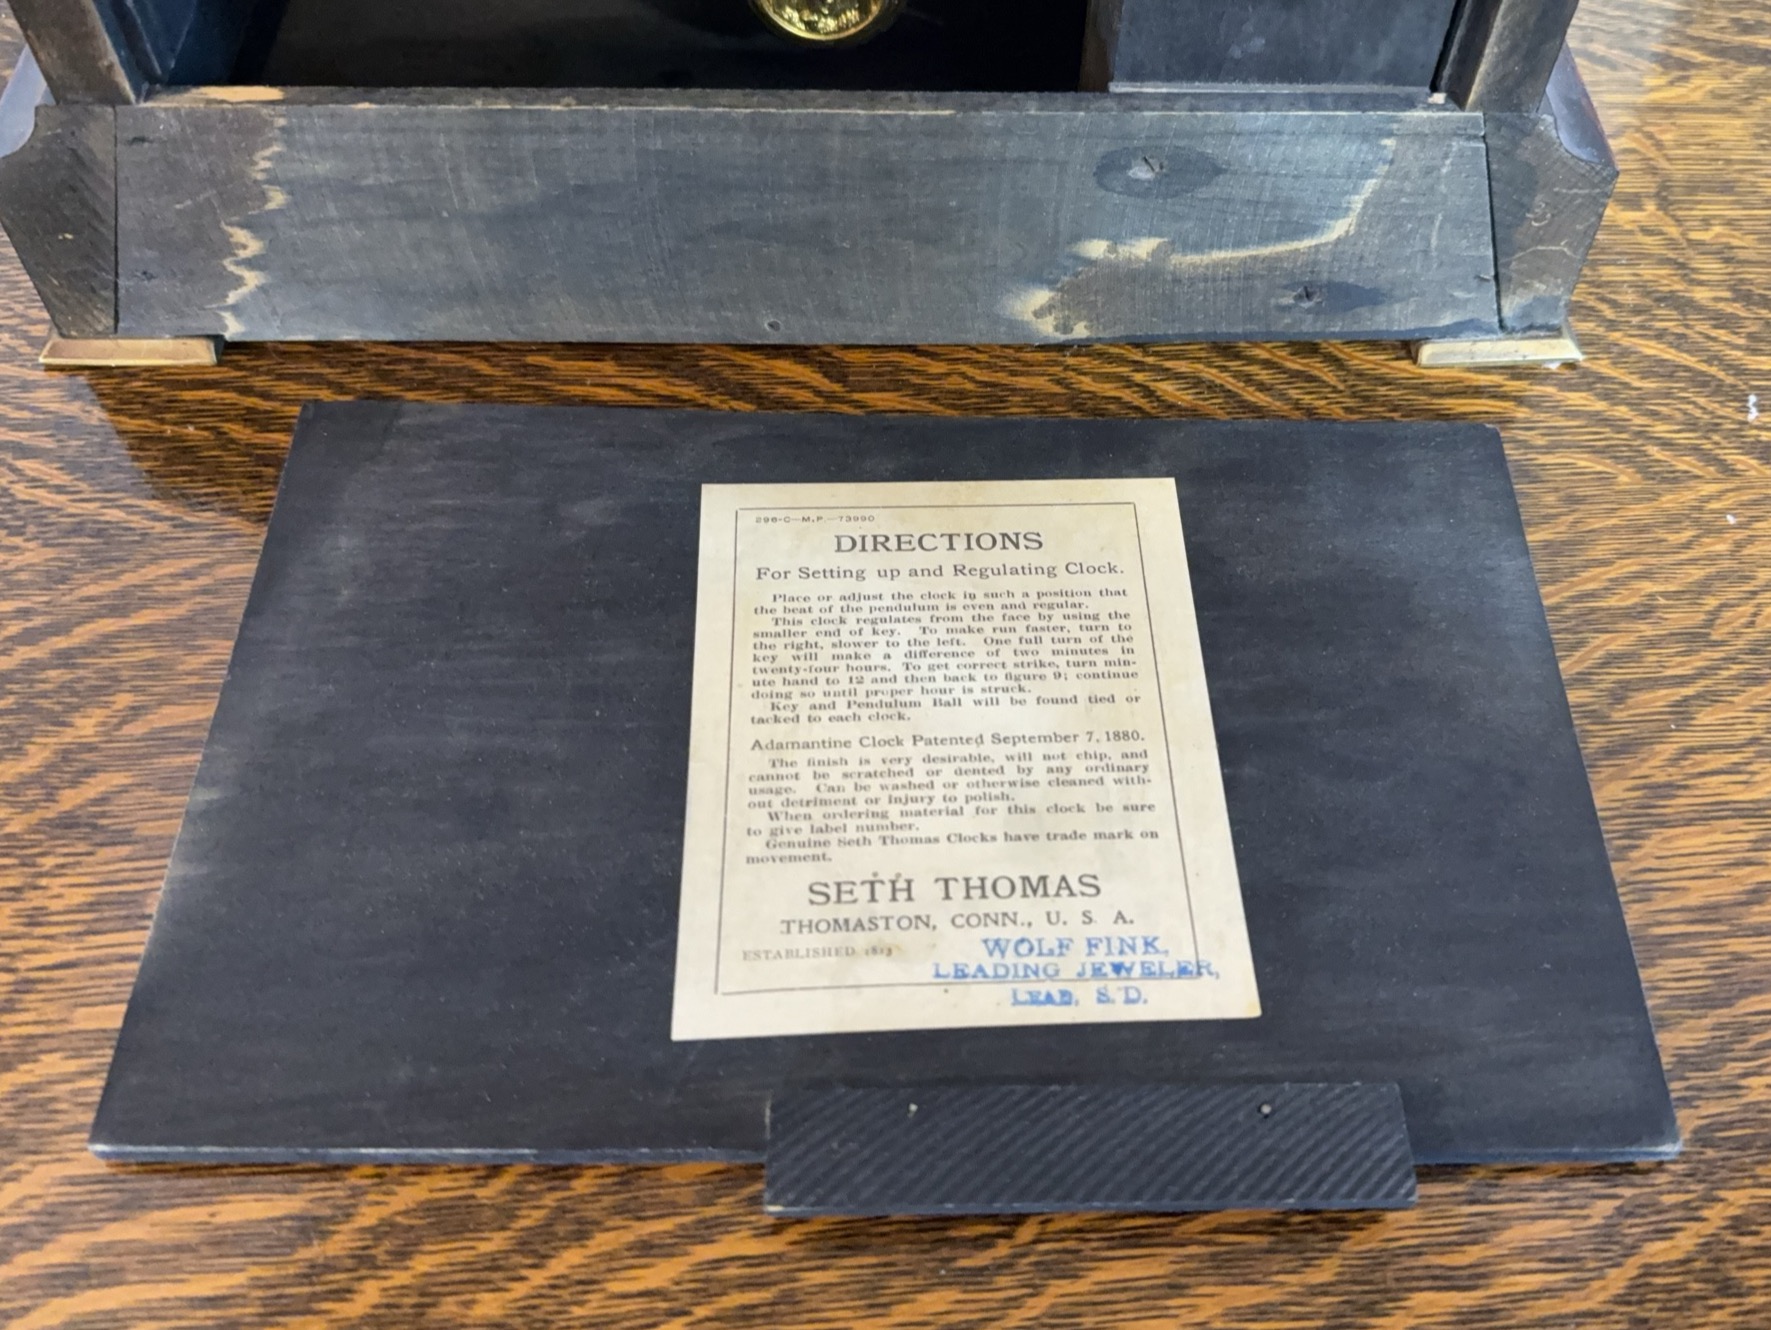 296-C—M.P.—73990
DIRECTIONS
For Setting up and Regulating Clock.
Place or adjust the clock in such a position that
the beat of the pendulum is even and regular.
This clock regulates from the face by using the
smaller end of key. To make run faster, turn to
the right, slower to the left. One full turn of the
key will make a difference of two minutes in
twenty-four hours. To get correct strike, turn min-
ute hand to 12 and then back to figure 9; continue
doing so until proper hour is struck.
Key and Pendulum Ball will be found tied or
tacked to each clock.
Adamantine Clock Patented September 7, 1880.
The finish is very desirable, will not chip, and
cannot be scratched or dented by any ordinary
usage. Can be washed or otherwise cleaned with-
out detriment or injury to polish.
When ordering material for this clock be sure
to give label number.
Genuine Seth Thomas Clocks have trade mark on
movement.
SETH THOMAS
THOMASTON, CONN., U. S. A.
ESTABLISHED 1813
WOLF FINK,
LEADING JEWELER,
LEAD, S. D.